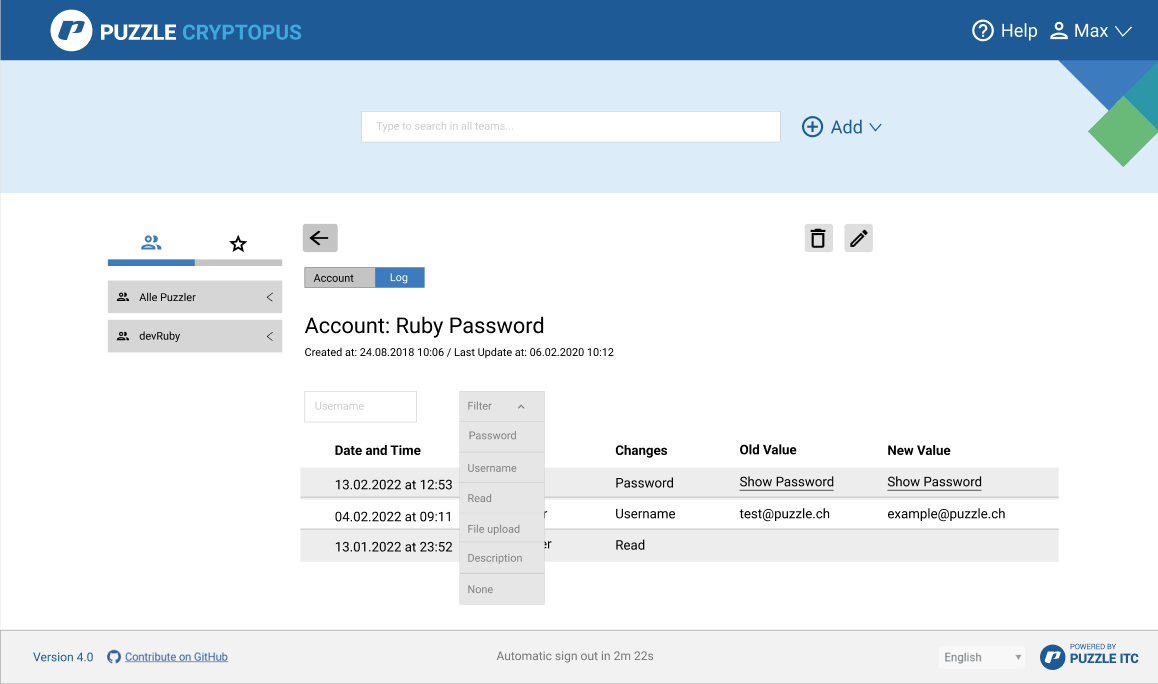 PUZZLE CRYPTOPUS
Help Max
Type to search in all teams...
Add
Alle Puzzler
devRuby
Account Log
Account: Ruby Password
Created at: 24.08.2018 10:06 / Last Update at: 06.02.2020 10:12
Username
Filter
Password
Username
Read
File upload
Description
None
Date and Time Changes Old Value New Value
13.02.2022 at 12:53 Password Show Password Show Password
04.02.2022 at 09:11 Username test@puzzle.ch example@puzzle.ch
13.01.2022 at 23:52 Read
Version 4.0 Contribute on GitHub
Automatic sign out in 2m 22s
English
POWERED BY
PUZZLE ITC